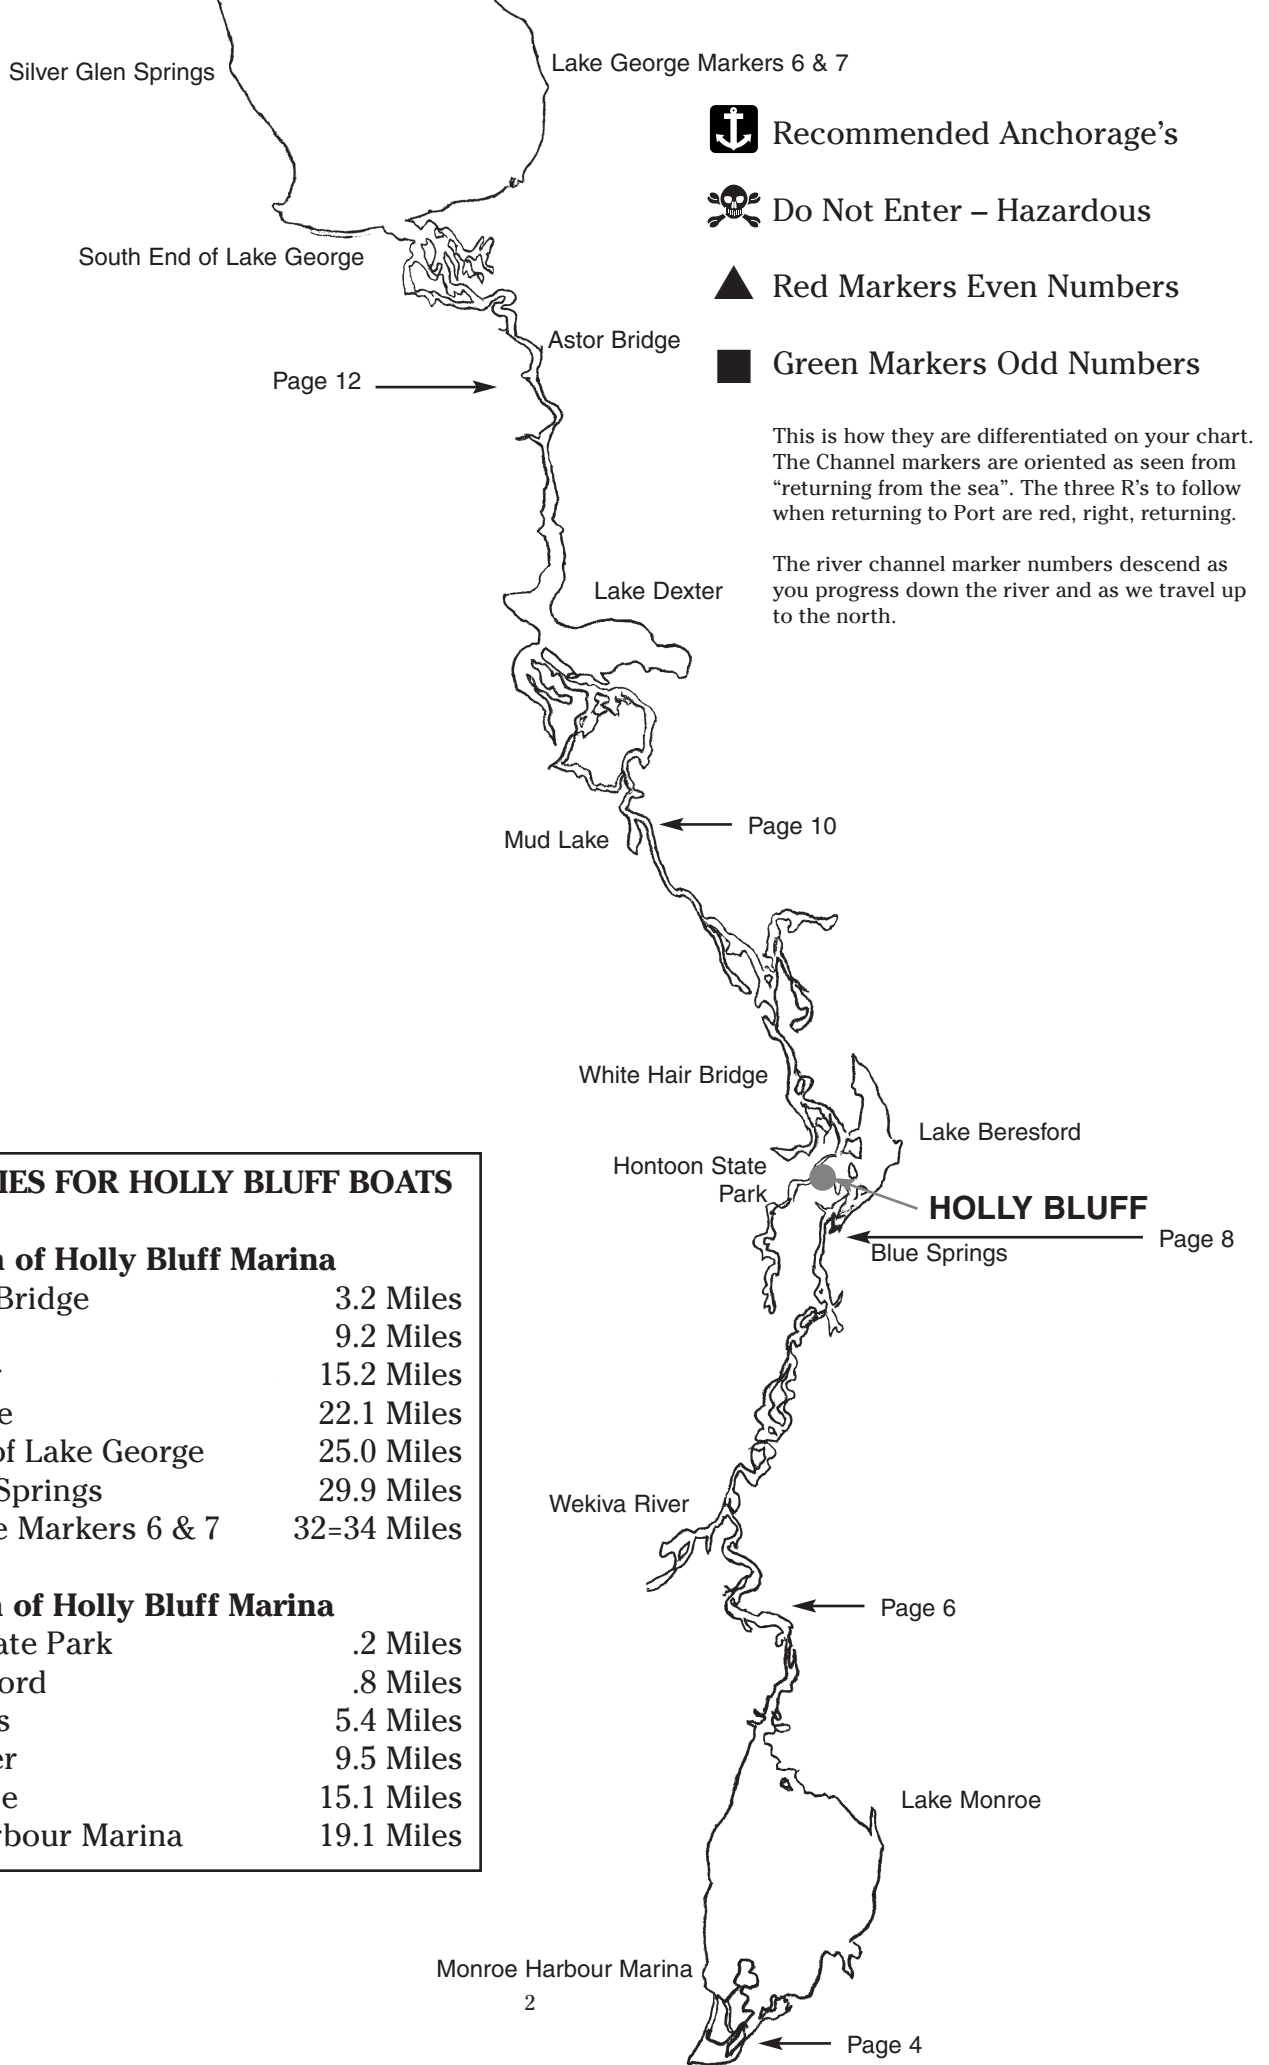 Silver Glen Springs
Lake George Markers 6 & 7
Recommended Anchorage's
Do Not Enter – Hazardous
South End of Lake George
Red Markers Even Numbers
Astor Bridge
Green Markers Odd Numbers
Page 12
This is how they are differentiated on your chart.
The Channel markers are oriented as seen from
“returning from the sea”. The three R's to follow
when returning to Port are red, right, returning.
The river channel marker numbers descend as
you progress down the river and as we travel up
to the north.
Lake Dexter
Page 10
Mud Lake
White Hair Bridge
Lake Beresford
Hontoon State
Park
HOLLY BLUFF
Page 8
Blue Springs
IES FOR HOLLY BLUFF BOATS
of Holly Bluff Marina
Bridge 3.2 Miles
9.2 Miles
15.2 Miles
e 22.1 Miles
of Lake George 25.0 Miles
Springs 29.9 Miles
e Markers 6 & 7 32=34 Miles
of Holly Bluff Marina
ate Park .2 Miles
ord .8 Miles
s 5.4 Miles
er 9.5 Miles
e 15.1 Miles
rbour Marina 19.1 Miles
Wekiva River
Page 6
Lake Monroe
Monroe Harbour Marina
2
Page 4